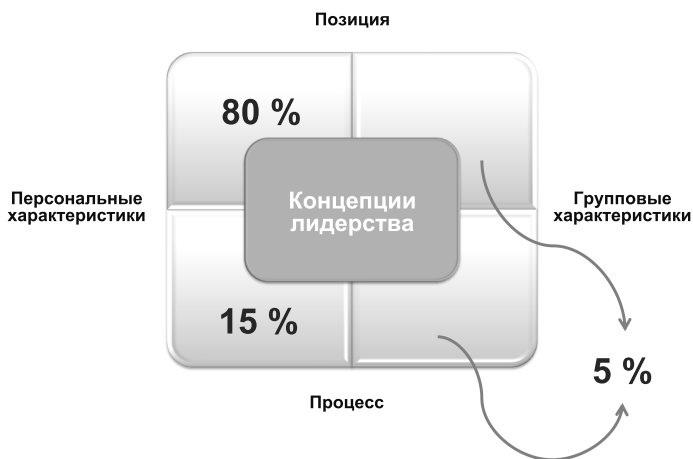 Позиция
80 %
Персональные
характеристики
Концепции
лидерства
Групповые
характеристики
15 %
5 %
Процесс